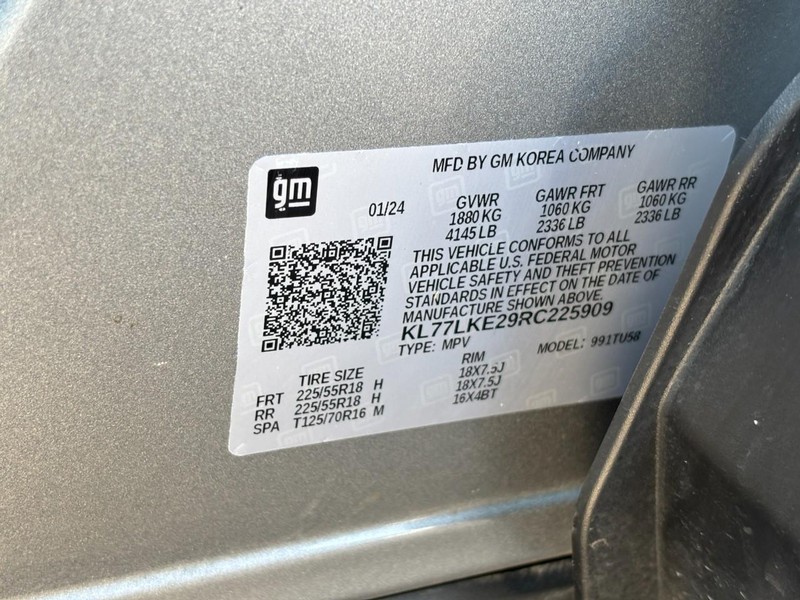 MFD BY GM KOREA COMPANY
gm
01/24
GVWR GAWR FRT GAWR RR
1880 KG 1060 KG 1060 KG
4145 LB 2336 LB 2336 LB
THIS VEHICLE CONFORMS TO ALL
APPLICABLE U.S. FEDERAL MOTOR
VEHICLE SAFETY AND THEFT PREVENTION
STANDARDS IN EFFECT ON THE DATE OF
MANUFACTURE SHOWN ABOVE.
KL77LKE29RC225909
TYPE: MPV MODEL: 991TU58
TIRE SIZE RIM
FRT 225/55R18 H 18X7.5J
RR 225/55R18 H 18X7.5J
SPA T125/70R16 M 16X4BT